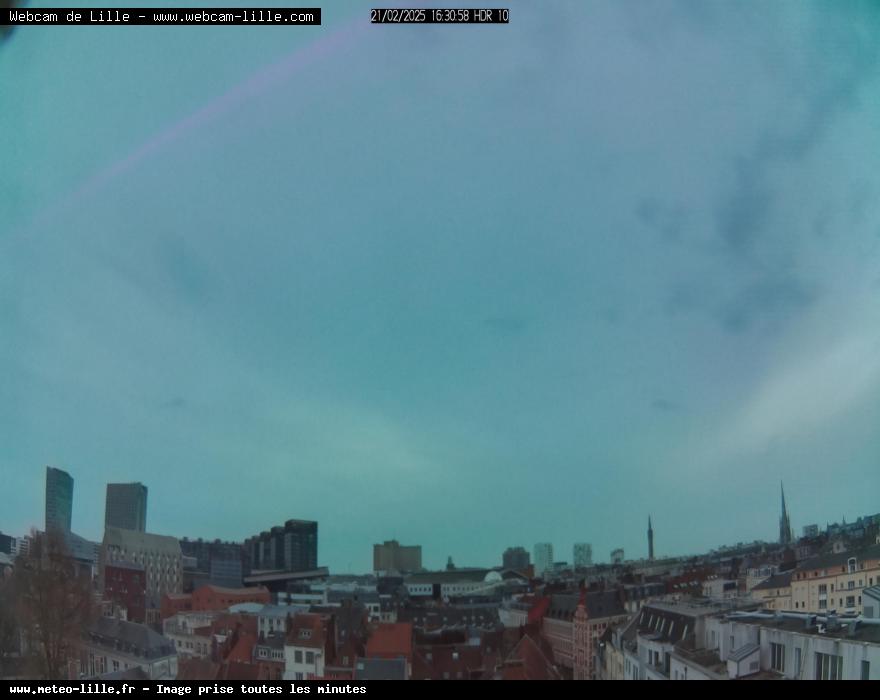 Webcam de Lille - www.webcam-lille.com
21/02/2025 16:30:58 HDR 10
www.meteo-lille.fr - Image prise toutes les minutes